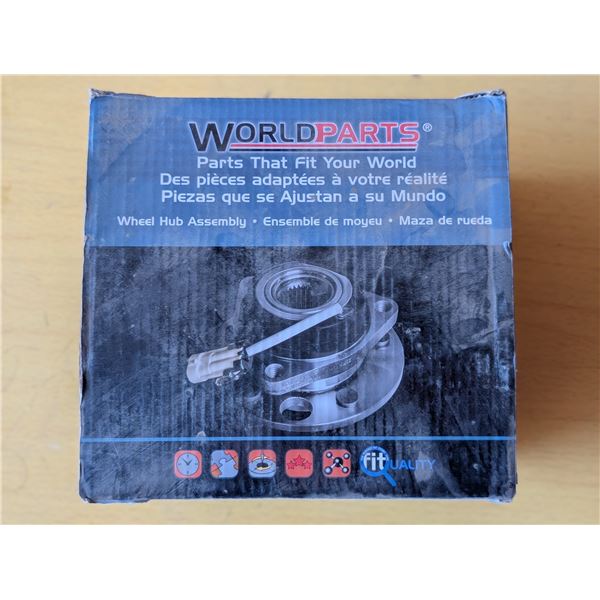 WORLDPARTS®
Parts That Fit Your World
Des pièces adaptées à votre réalité
Piezas que se Ajustan a su Mundo
Wheel Hub Assembly • Ensemble de moyeu • Maza de rueda
fit QUALITY